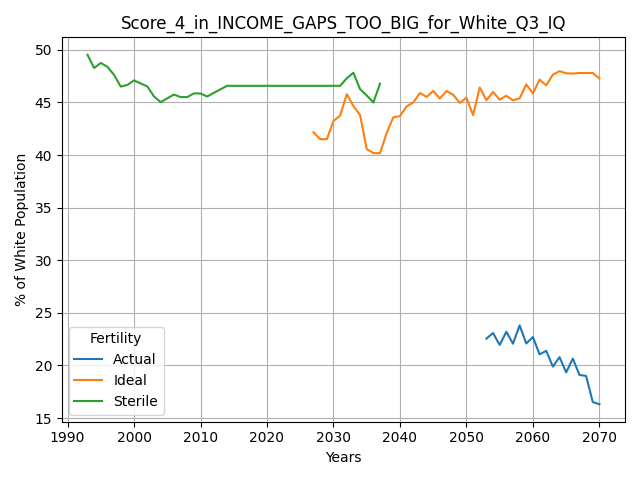 Score_4_in_INCOME_GAPS_TOO_BIG_for_White_Q3_IQ
% of White Population
50
45
40
35
30
25
20
15
Fertility
Actual
Ideal
Sterile
1990 2000 2010 2020 2030 2040 2050 2060 2070
Years